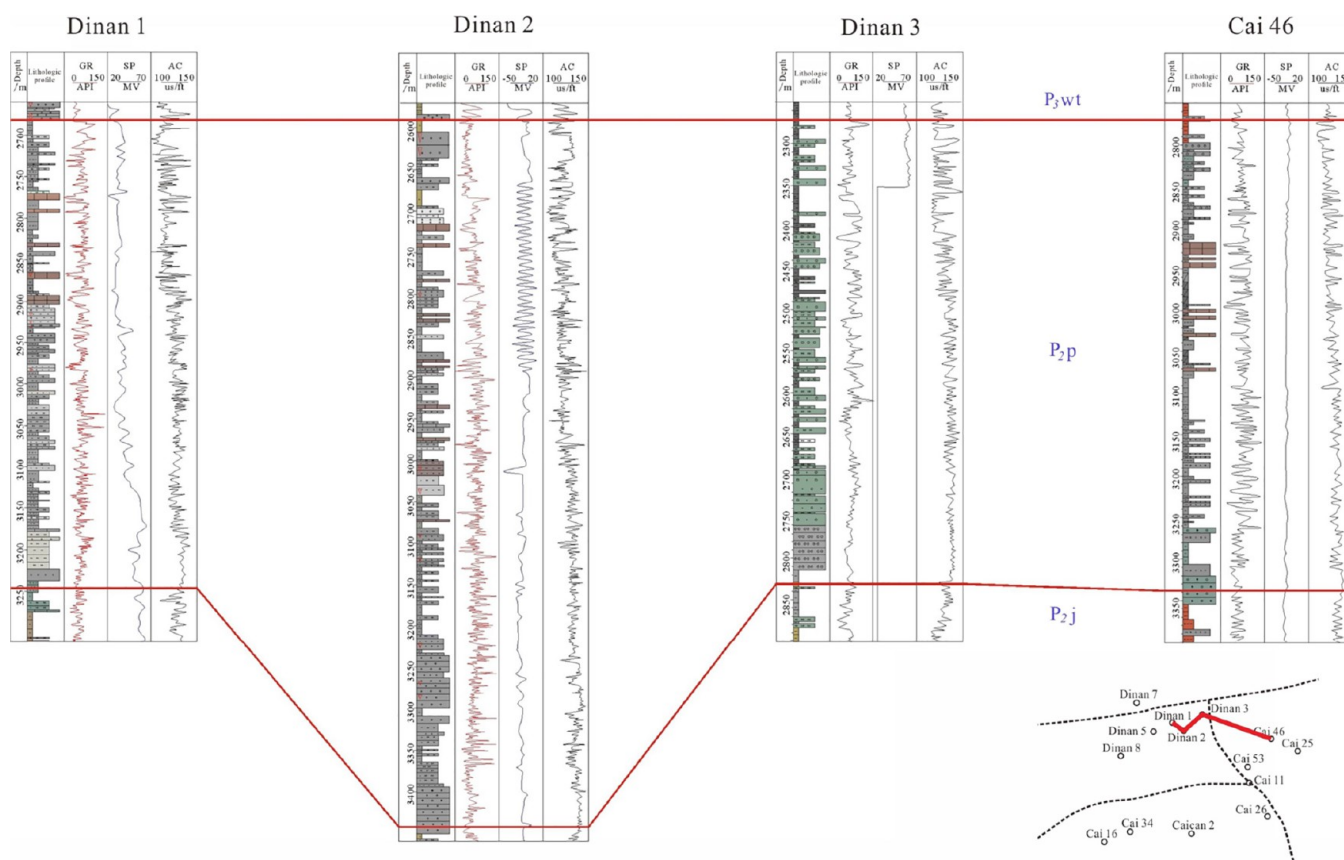 Dinan 1
Depth /m
Lithologic profile
GR
0 150
API
SP
20 70
MV
AC
100 150
us/ft
2700
2750
2800
2850
2900
2950
3000
3050
3100
3150
3200
3250
Dinan 2
Depth /m
Lithologic profile
GR
0 150
API
SP
-50 20
MV
AC
100 150
us/ft
2600
2650
2700
2750
2800
2850
2900
2950
3000
3050
3100
3150
3200
3250
3300
3350
3400
Dinan 3
Depth /m
Lithologic profile
GR
0 150
API
SP
20 70
MV
AC
100 150
us/ft
2300
2350
2400
2450
2500
2550
2600
2650
2700
2750
2800
2850
P₃wt
P₂p
P₂j
Cai 46
Depth /m
Lithologic profile
GR
0 150
API
SP
-50 20
MV
AC
100 150
us/ft
2800
2850
2900
2950
3000
3050
3100
3150
3200
3250
3300
3350
Dinan 7
Dinan 3
Dinan 1
Dinan 5
Dinan 2
Cai 46
Cai 25
Dinan 8
Cai 53
Cai 11
Cai 26
Cai 34
Caican 2
Cai 16